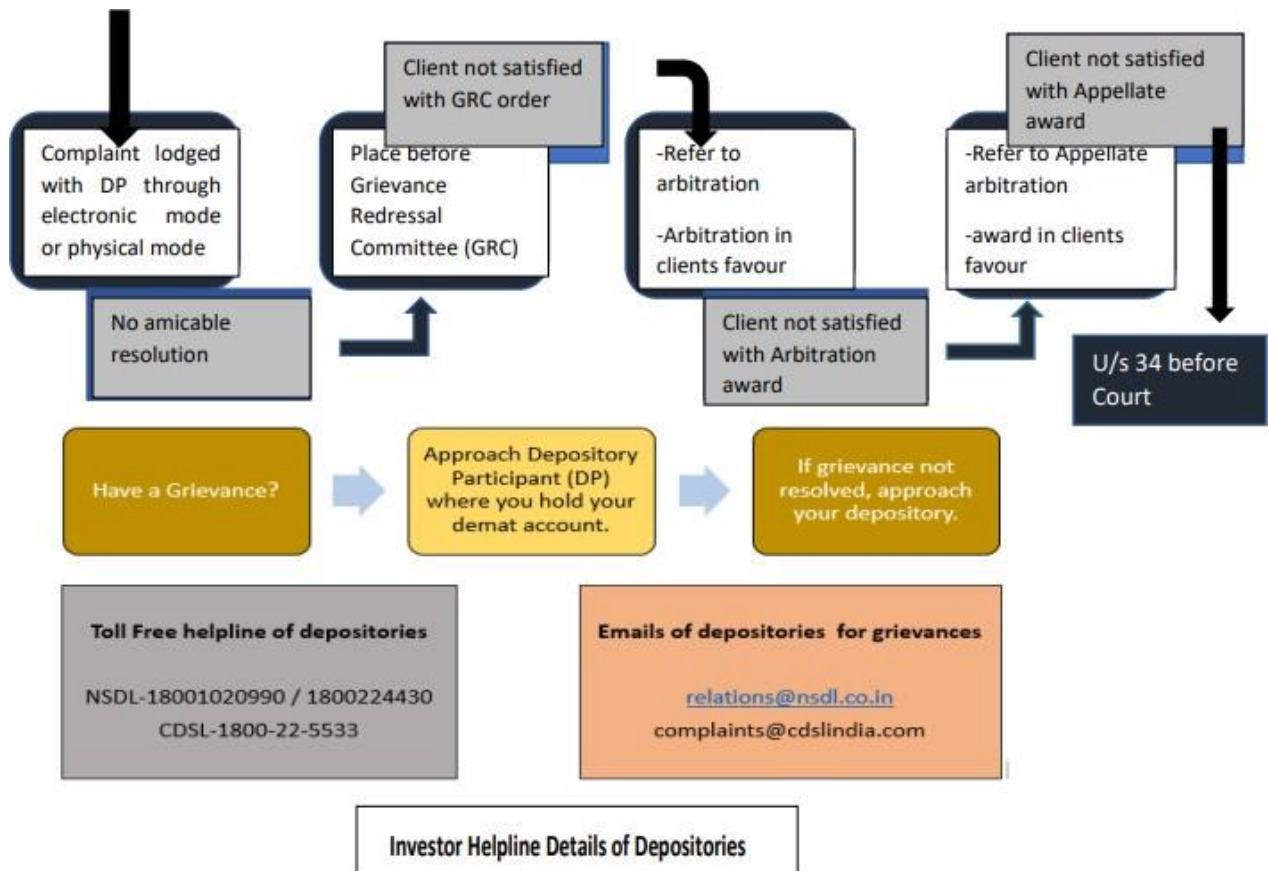 Complaint lodged
with DP through
electronic mode
or physical mode
No amicable
resolution
Place before
Grievance
Redressal
Committee (GRC)
Client not satisfied
with GRC order
-Refer to
arbitration
-Arbitration in
clients favour
Client not satisfied
with Arbitration
award
-Refer to Appellate
arbitration
-award in clients
favour
Client not satisfied
with Appellate
award
U/s 34 before
Court
Have a Grievance?
Approach Depository
Participant (DP)
where you hold your
demat account.
If grievance not
resolved, approach
your depository.
Toll Free helpline of depositories
NSDL-18001020990 / 1800224430
CDSL-1800-22-5533
Emails of depositories for grievances
relations@nsdl.co.in
complaints@cdslindia.com
Investor Helpline Details of Depositories